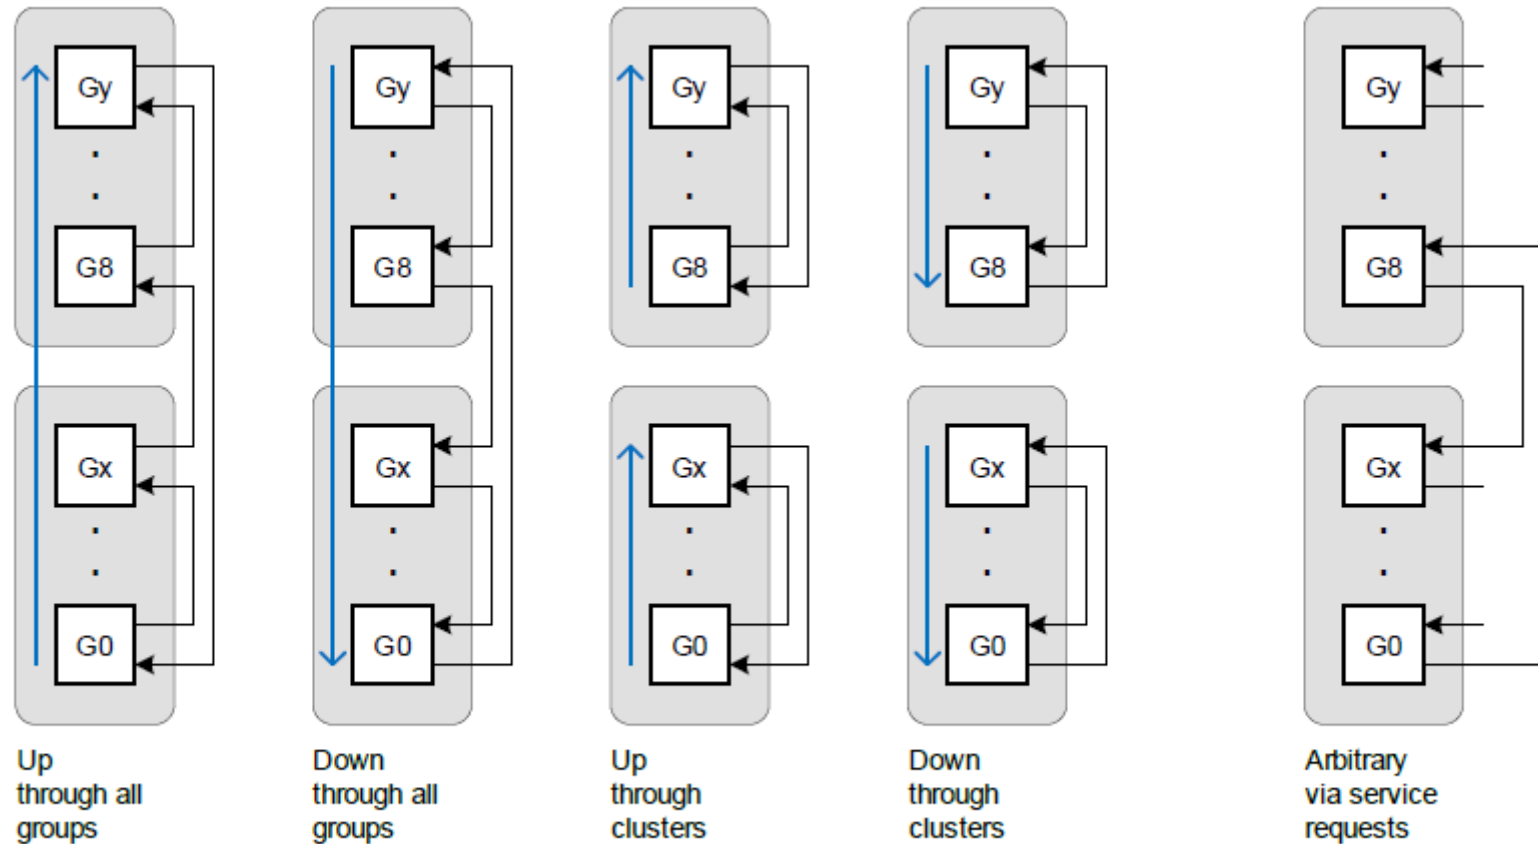 Gy
G8
Gx
G0
Up
through all
groups
Gy
G8
Gx
G0
Down
through all
groups
Gy
G8
Gx
G0
Up
through
clusters
Gy
G8
Gx
G0
Down
through
clusters
Gy
G8
Gx
G0
Arbitrary
via service
requests